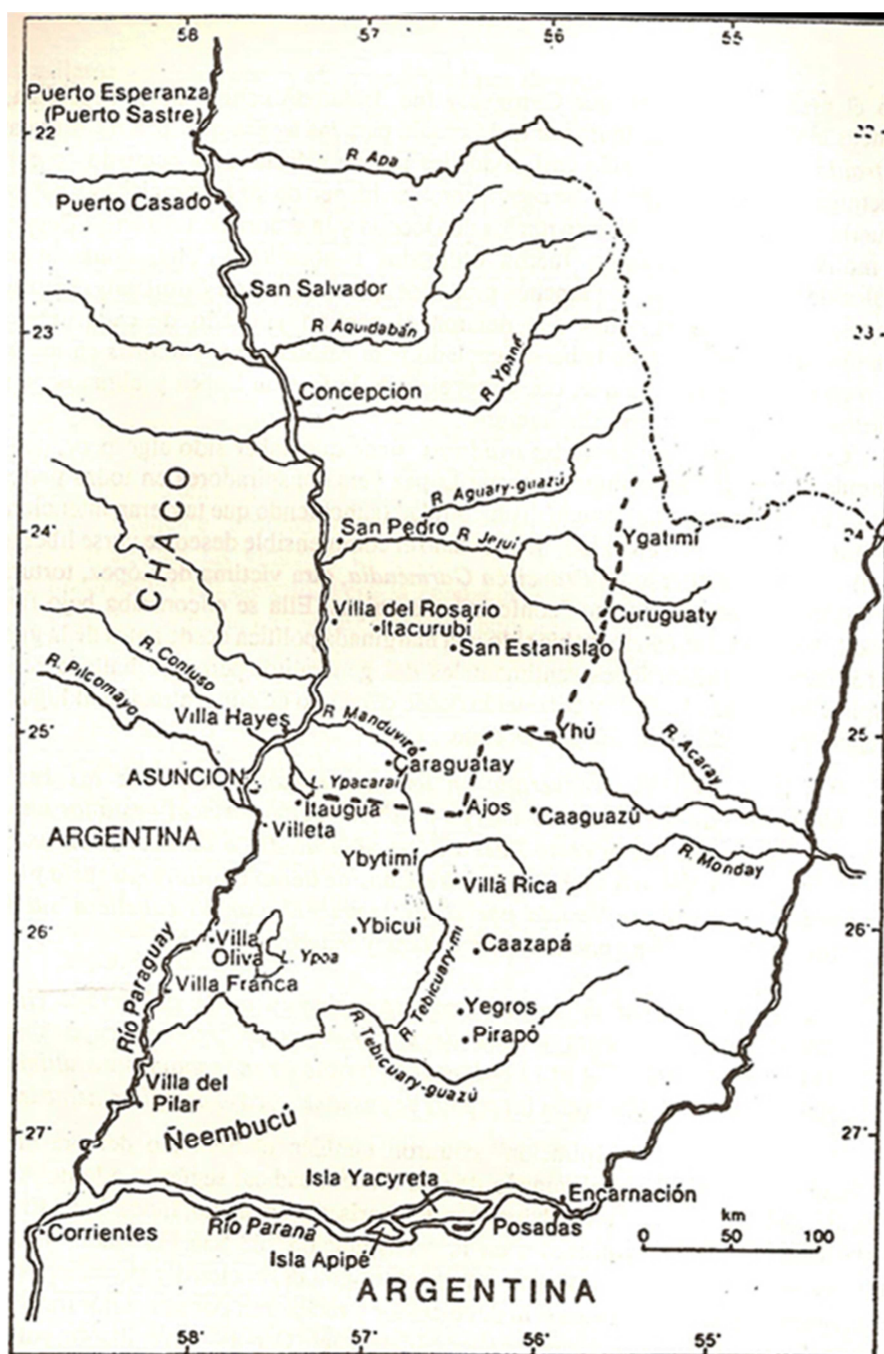 58
57
56
55
Puerto Esperanza
(Puerto Sastre)
22
22
R. Apa
Puerto Casado
San Salvador
23
23
R. Aquidabán
R. Ypané
Concepción
CHACO
R. Aguary-guazú
24
24
San Pedro
R. Jejuí
Ygatimí
Curuguaty
Villa del Rosario
Itacurubí
San Estanislao
R. Confuso
R. Pilcomayo
Villa Hayes
R. Manduvirá
25
25
Yhú
R. Acaray
Caraguatay
ASUNCIÓN
L. Ypacaraí
Itauguá
Ajos
Caaguazú
ARGENTINA
Villeta
R. Monday
Ybytimí
Villa Rica
26
26
Villa
Oliva
Ybicui
Caazapá
L. Ypoa
Villa Franca
R. Tebicuary-mi
Río Paraguay
Yegros
Pirapó
R. Tebicuary-guazú
Villa del
Pilar
27
27
Ñeembucú
Isla Yacyreta
Encarnación
km
Corrientes
Río Paraná
Posadas
0 50 100
Isla Apipé
ARGENTINA
58
57
56
55